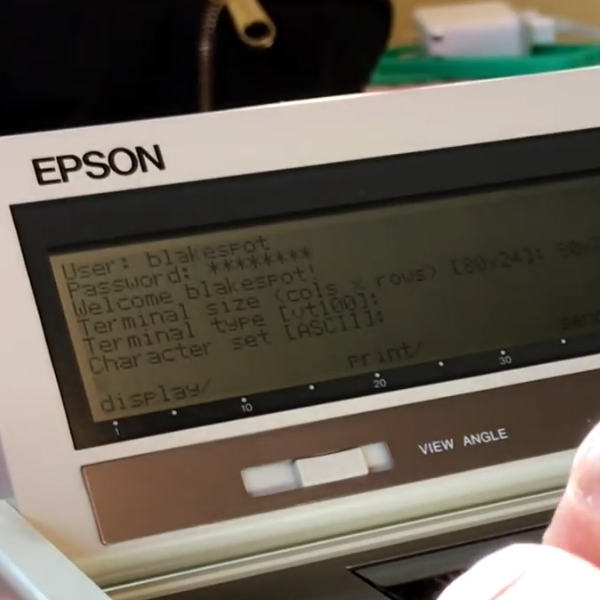 EPSON
User: blakespot
Password: ********
Welcome blakespot!
Terminal size (cols x rows) [80x24]:
Terminal type [vt100]:
Character set [ASCII]:
display/ print/ send
1 10 20 30
VIEW ANGLE